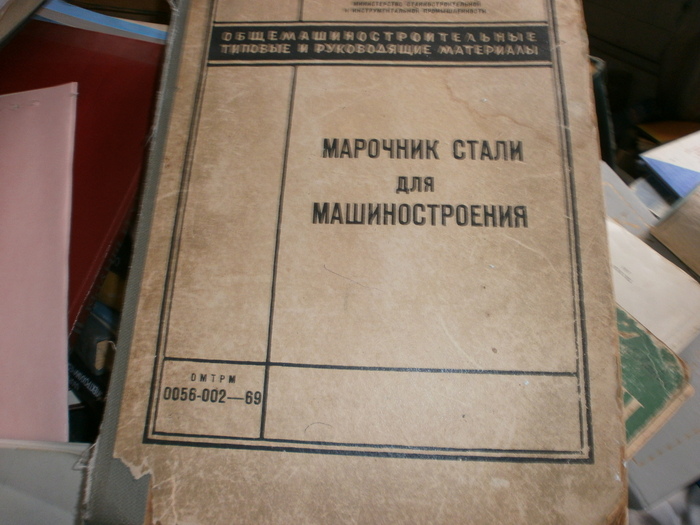 МИНИСТЕРСТВО СТАНКОСТРОИТЕЛЬНОЙ
И ИНСТРУМЕНТАЛЬНОЙ ПРОМЫШЛЕННОСТИ
ОБЩЕМАШИНОСТРОИТЕЛЬНЫЕ
ТИПОВЫЕ И РУКОВОДЯЩИЕ МАТЕРИАЛЫ
МАРОЧНИК СТАЛИ
ДЛЯ
МАШИНОСТРОЕНИЯ
ОМТРМ
0056-002—69